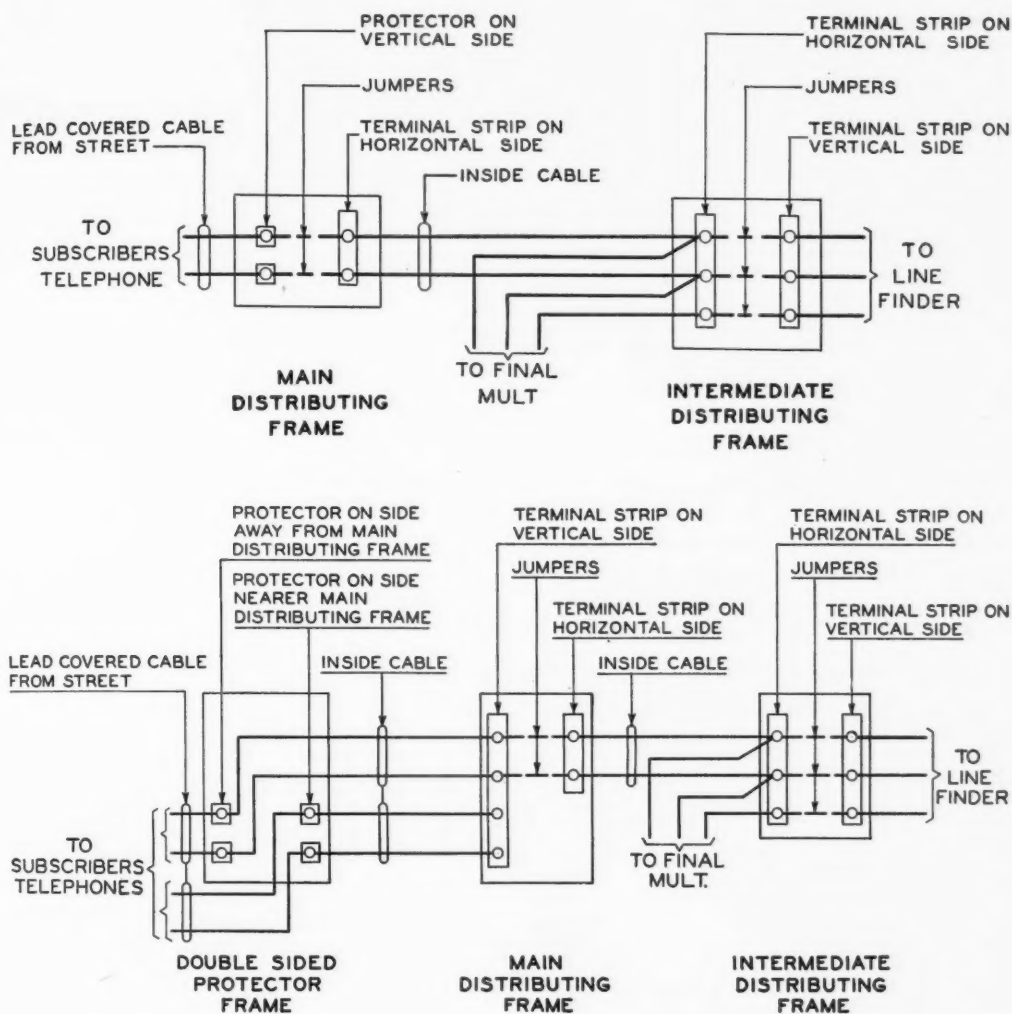 PROTECTOR ON
VERTICAL SIDE
TERMINAL STRIP ON
HORIZONTAL SIDE
JUMPERS
JUMPERS
LEAD COVERED CABLE
FROM STREET
TERMINAL STRIP ON
HORIZONTAL SIDE
TERMINAL STRIP ON
VERTICAL SIDE
INSIDE CABLE
TO
SUBSCRIBERS
TELEPHONE
TO
LINE
FINDER
TO FINAL
MULT
MAIN
DISTRIBUTING
FRAME
INTERMEDIATE
DISTRIBUTING
FRAME
PROTECTOR ON SIDE
AWAY FROM MAIN
DISTRIBUTING FRAME
TERMINAL STRIP ON
VERTICAL SIDE
TERMINAL STRIP ON
HORIZONTAL SIDE
JUMPERS
JUMPERS
PROTECTOR ON SIDE
NEARER MAIN
DISTRIBUTING FRAME
TERMINAL STRIP ON
HORIZONTAL SIDE
TERMINAL STRIP ON
VERTICAL SIDE
LEAD COVERED CABLE
FROM STREET
INSIDE CABLE
INSIDE CABLE
TO
LINE
FINDER
TO
SUBSCRIBERS
TELEPHONES
TO FINAL
MULT.
DOUBLE SIDED
PROTECTOR
FRAME
MAIN
DISTRIBUTING
FRAME
INTERMEDIATE
DISTRIBUTING
FRAME